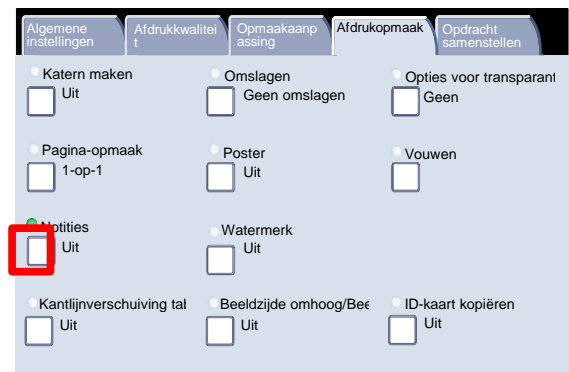 Algemene
instellingen
Afdrukkwalitei
t
Opmaakaanp
assing
Afdrukopmaak
Opdracht
samenstellen
Katern maken
Uit
Omslagen
Geen omslagen
Opties voor transparant
Geen
Pagina-opmaak
1-op-1
Poster
Uit
Vouwen
Notities
Uit
Watermerk
Uit
Kantlijnverschuiving tab
Uit
Beeldzijde omhoog/Bee
Uit
ID-kaart kopiëren
Uit